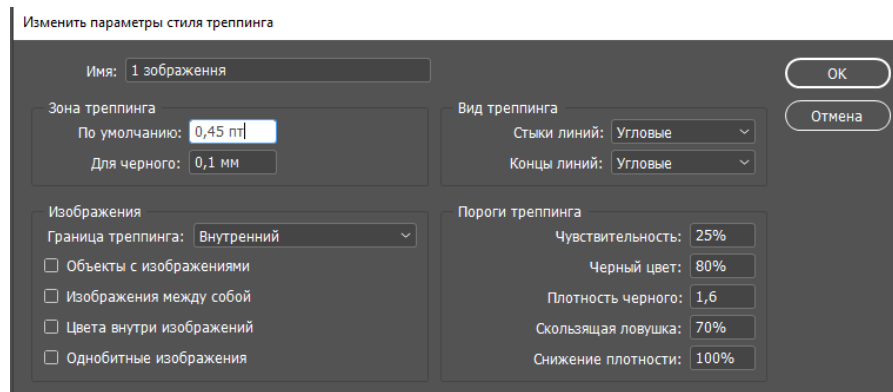 Изменить параметры стиля треппинга
Имя: 1 зображення
OK
Отмена
Зона треппинга
По умолчанию: 0,45 пт
Для черного: 0,1 мм
Вид треппинга
Стыки линий: Угловые
Концы линий: Угловые
Изображения
Граница треппинга: Внутренний
Объекты с изображениями
Изображения между собой
Цвета внутри изображений
Однобитные изображения
Пороги треппинга
Чувствительность: 25%
Черный цвет: 80%
Плотность черного: 1,6
Скользящая ловушка: 70%
Снижение плотности: 100%